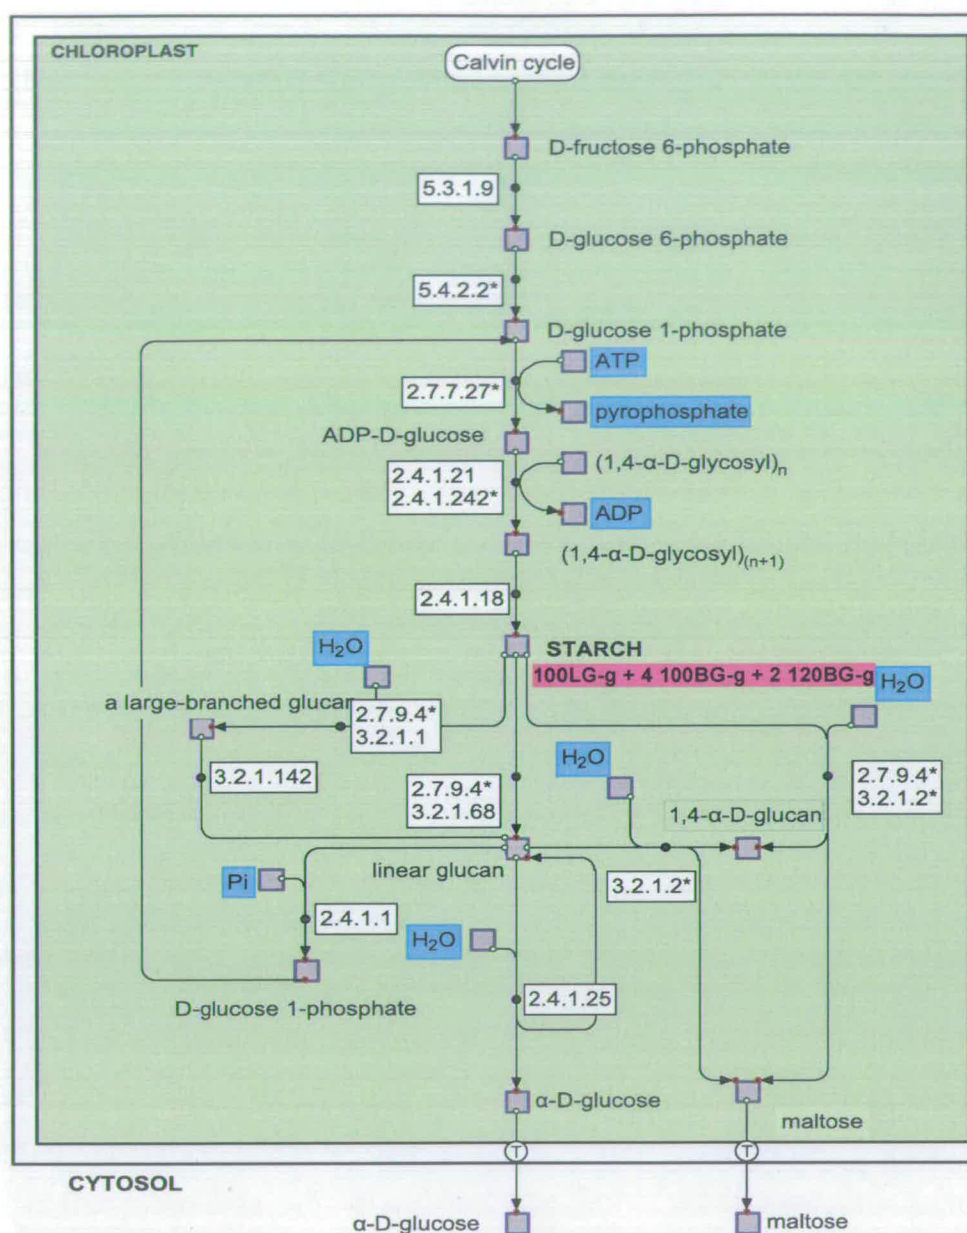 CHLOROPLAST
Calvin cycle
D-fructose 6-phosphate
5.3.1.9
D-glucose 6-phosphate
5.4.2.2*
D-glucose 1-phosphate
ATP
2.7.7.27*
pyrophosphate
ADP-D-glucose
(1,4-α-D-glycosyl)n
2.4.1.21
2.4.1.242*
ADP
(1,4-α-D-glycosyl)(n+1)
2.4.1.18
STARCH
H2O
100LG-g + 4 100BG-g + 2 120BG-g
H2O
a large-branched glucan
2.7.9.4*
3.2.1.1
H2O
3.2.1.142
2.7.9.4*
3.2.1.68
2.7.9.4*
3.2.1.2*
1,4-α-D-glucan
linear glucan
3.2.1.2*
Pi
2.4.1.1
H2O
D-glucose 1-phosphate
2.4.1.25
α-D-glucose
maltose
T
T
CYTOSOL
α-D-glucose
maltose